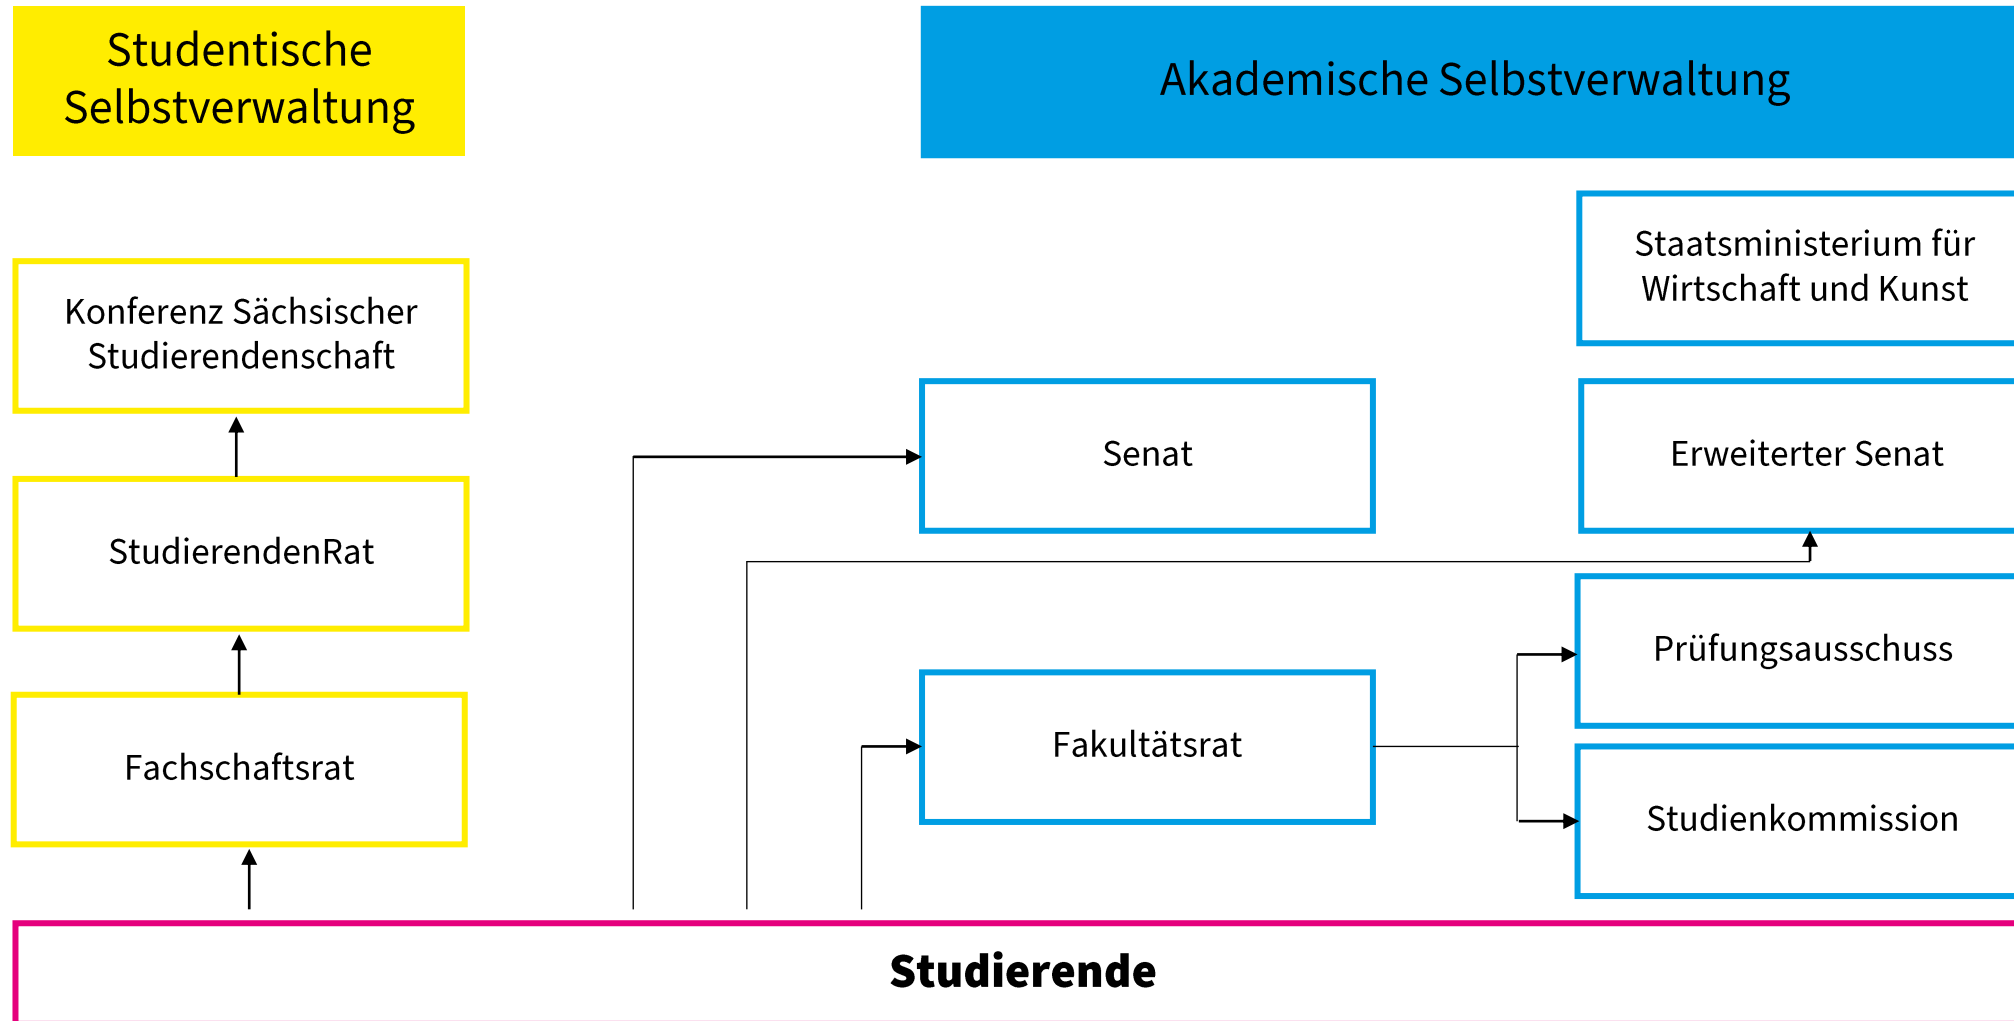 Studentische
Selbstverwaltung
Akademische Selbstverwaltung
Staatsministerium für
Wirtschaft und Kunst
Konferenz Sächsischer
Studierendenschaft
Senat
Erweiterter Senat
StudierendenRat
Prüfungsausschuss
Fakultätsrat
Fachschaftsrat
Studienkommission
Studierende